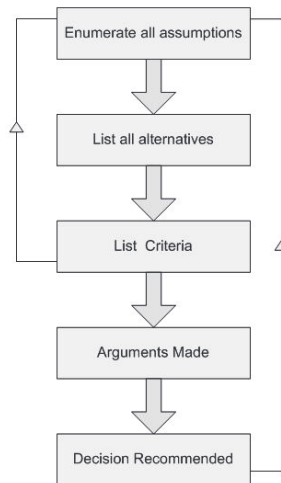 Enumerate all assumptions
List all alternatives
List Criteria
Arguments Made
Decision Recommended